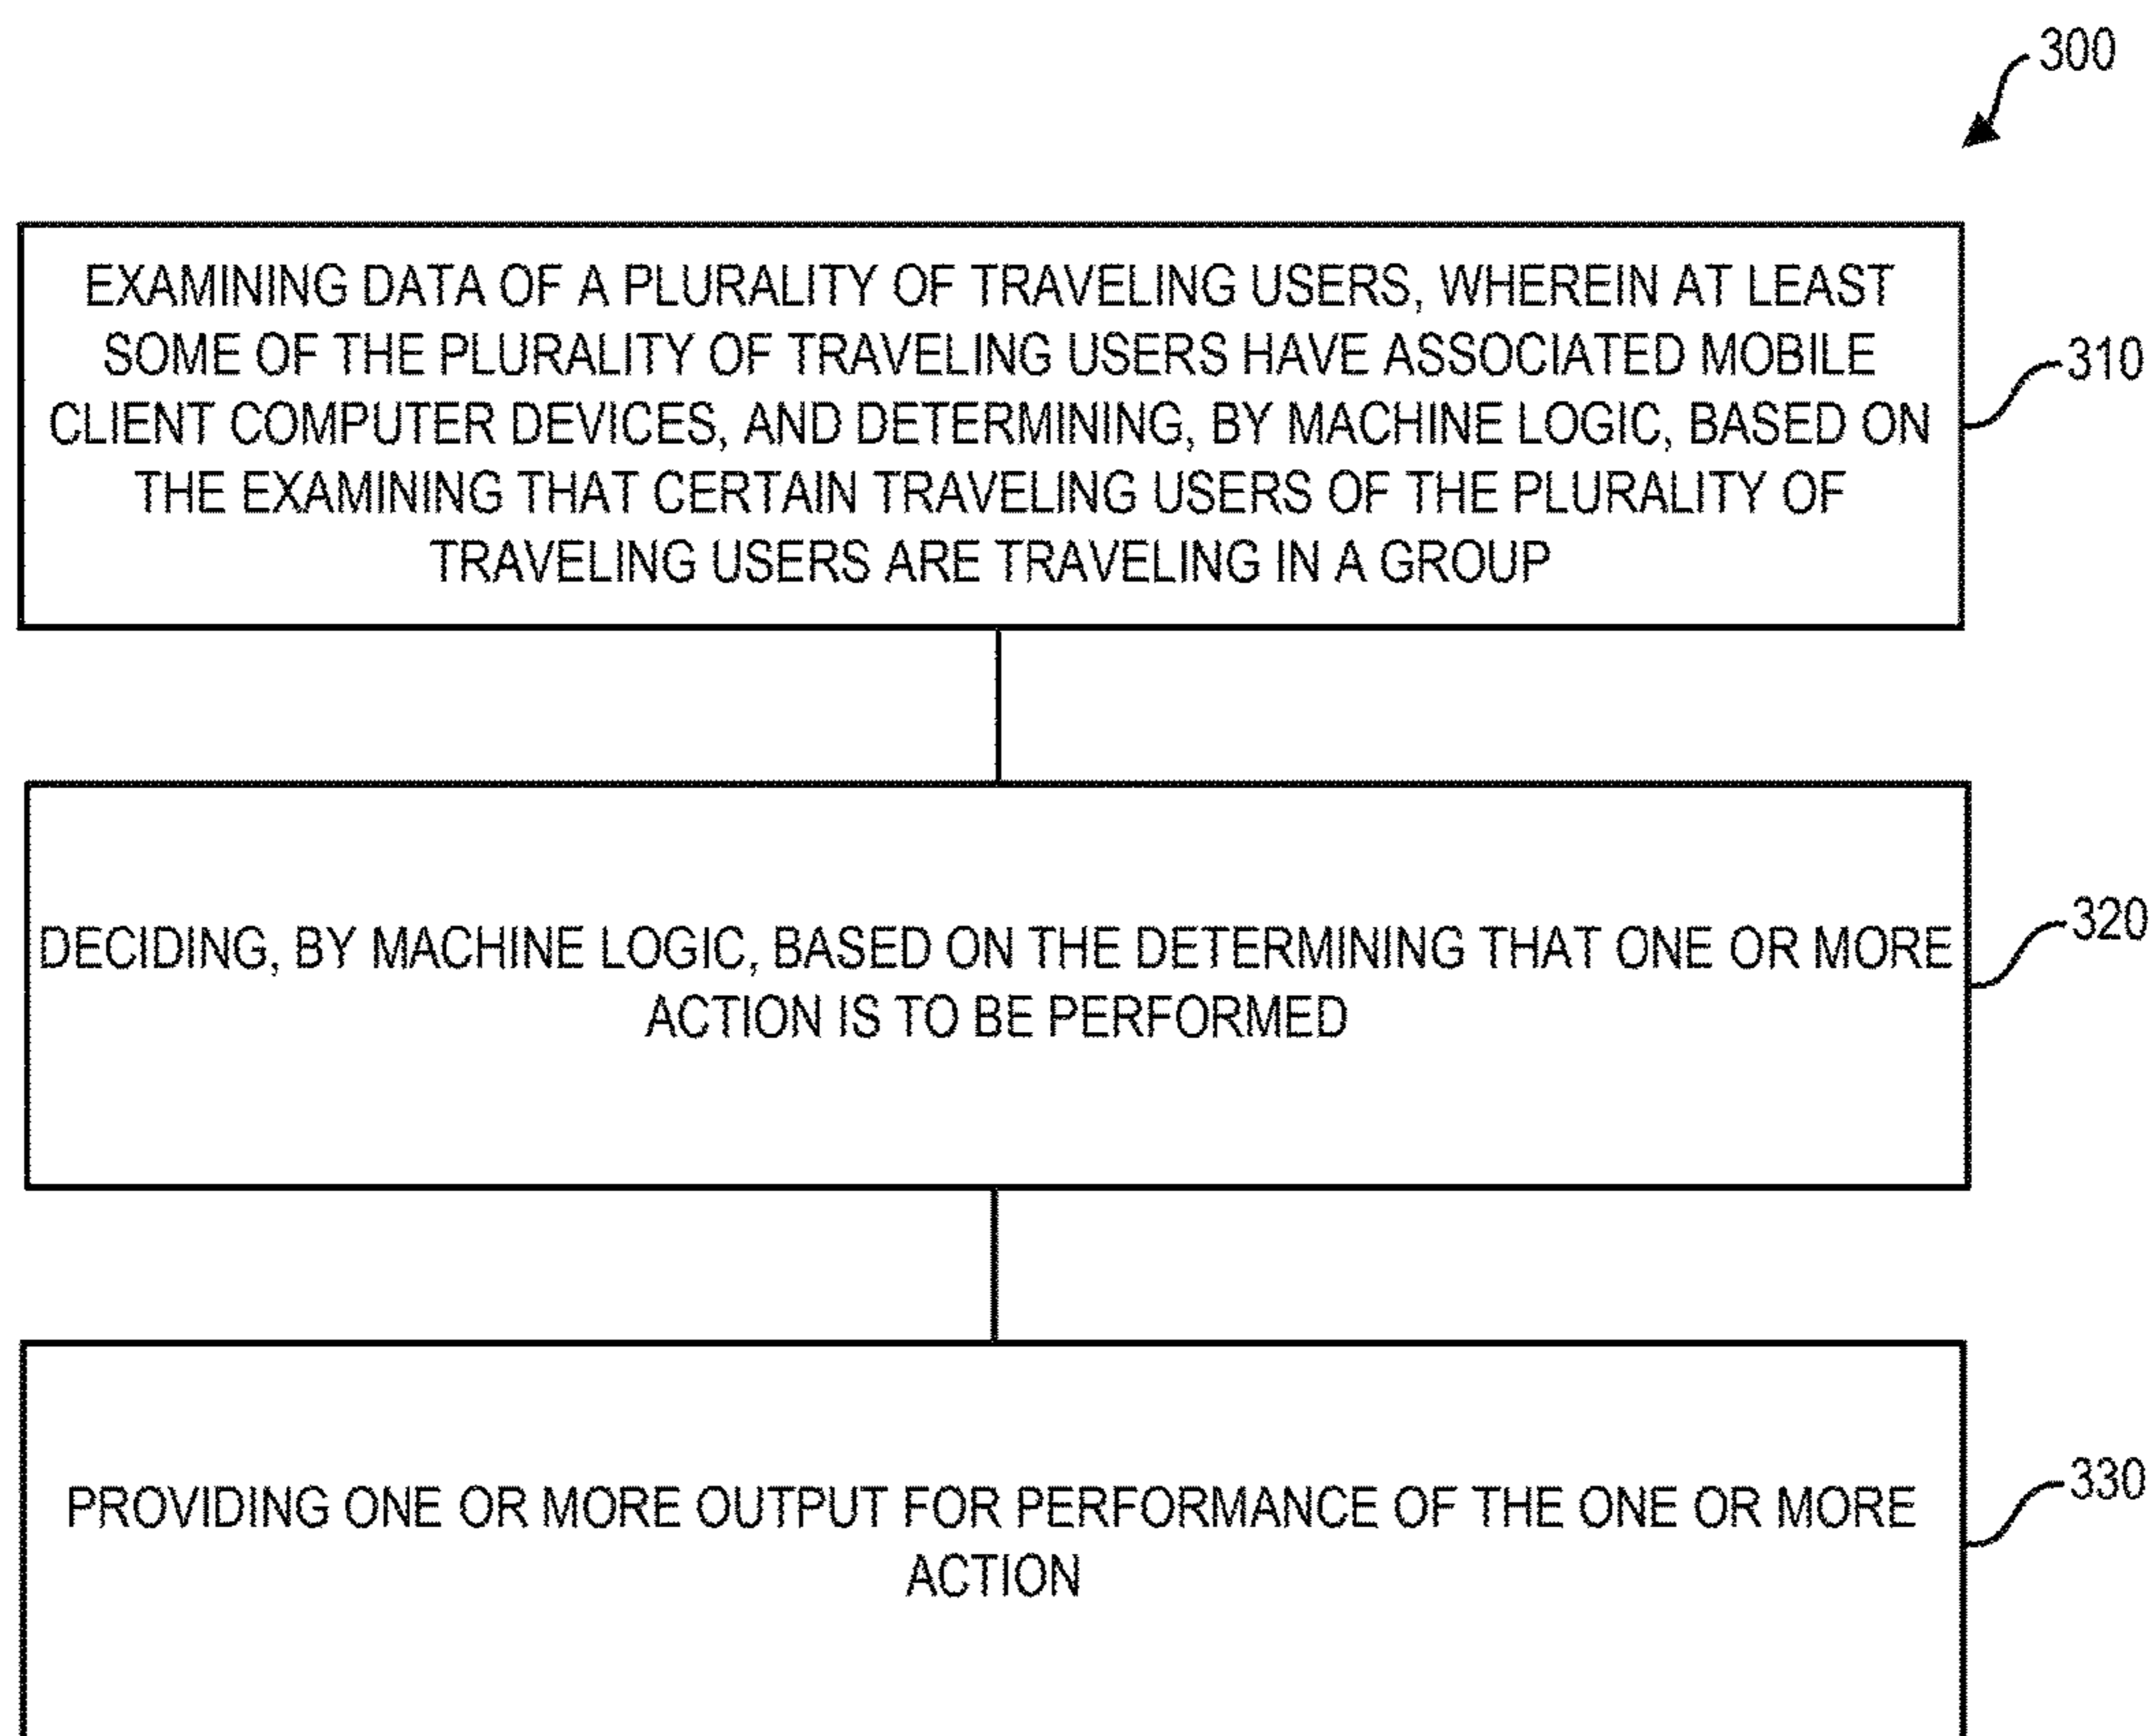 300
EXAMINING DATA OF A PLURALITY OF TRAVELING USERS, WHEREIN AT LEAST
SOME OF THE PLURALITY OF TRAVELING USERS HAVE ASSOCIATED MOBILE
CLIENT COMPUTER DEVICES, AND DETERMINING, BY MACHINE LOGIC, BASED ON
THE EXAMINING THAT CERTAIN TRAVELING USERS OF THE PLURALITY OF
TRAVELING USERS ARE TRAVELING IN A GROUP
310
DECIDING, BY MACHINE LOGIC, BASED ON THE DETERMINING THAT ONE OR MORE
ACTION IS TO BE PERFORMED
320
PROVIDING ONE OR MORE OUTPUT FOR PERFORMANCE OF THE ONE OR MORE
ACTION
330